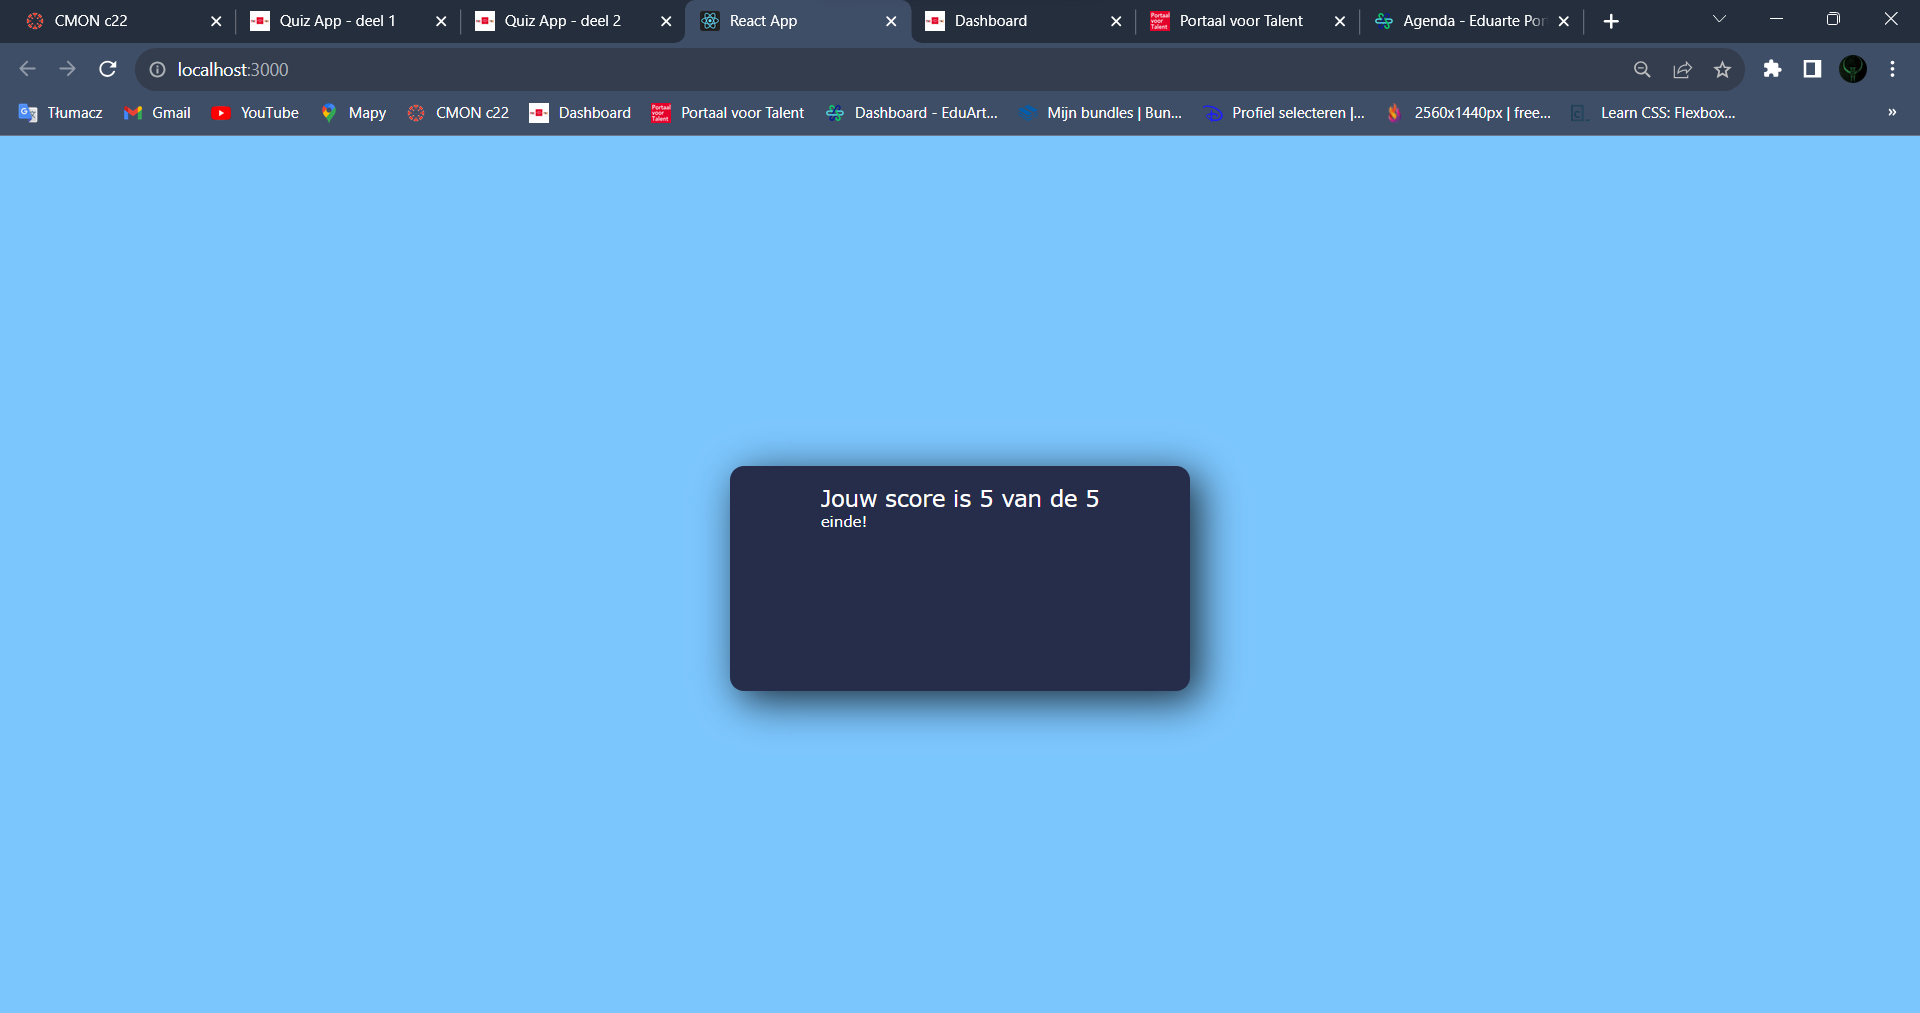 CMON c22
Quiz App - deel 1
Quiz App - deel 2
React App
Dashboard
Portaal voor Talent
Agenda - Eduarte Por
localhost:3000
Tłumacz
Gmail
YouTube
Mapy
CMON c22
Dashboard
Portaal voor Talent
Dashboard - EduArt...
Mijn bundles | Bun...
Profiel selecteren |...
2560x1440px | free...
Learn CSS: Flexbox...
»
Jouw score is 5 van de 5
einde!